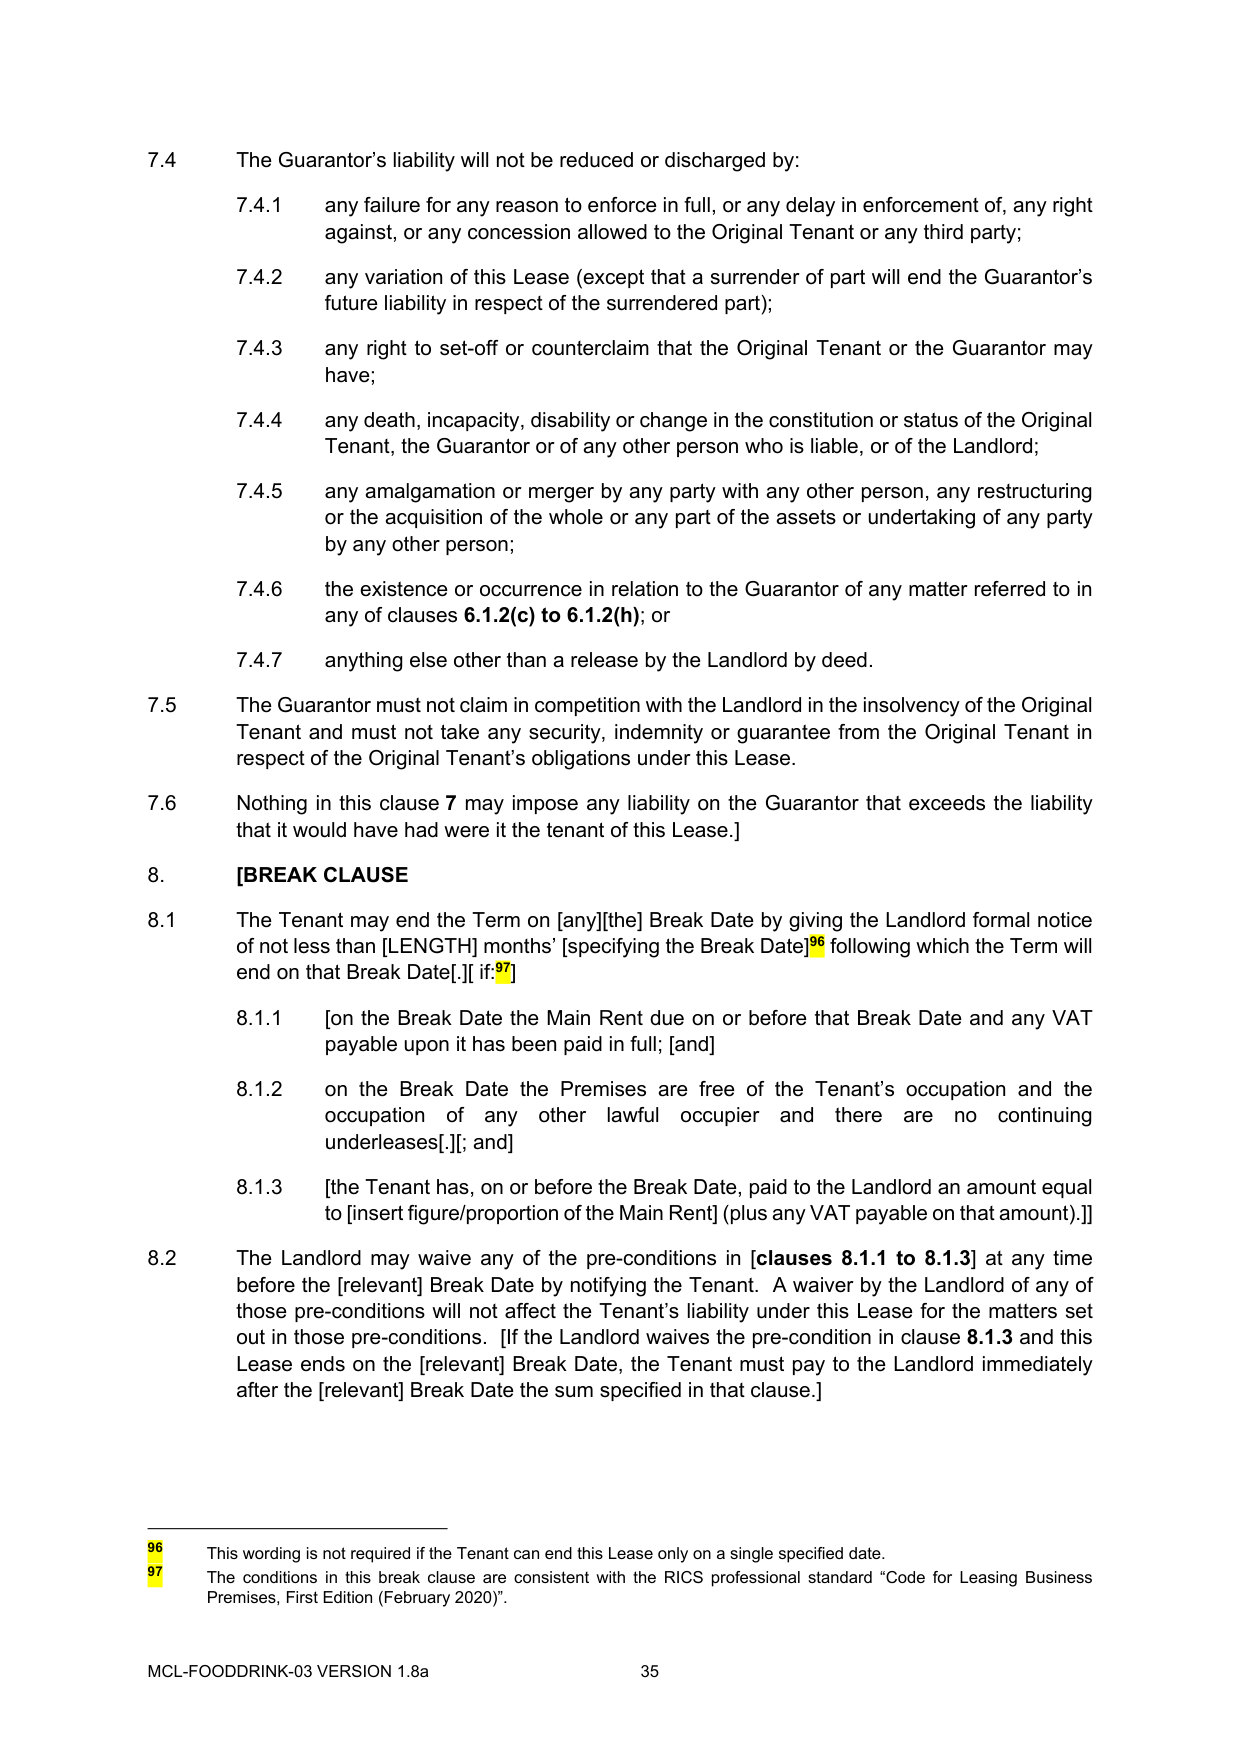 7.4 The Guarantor’s liability will not be reduced or discharged by:
7.4.1 any failure for any reason to enforce in full, or any delay in enforcement of, any right
against, or any concession allowed to the Original Tenant or any third party;
7.4.2 any variation of this Lease (except that a surrender of part will end the Guarantor’s
future liability in respect of the surrendered part);
7.4.3 any right to set-off or counterclaim that the Original Tenant or the Guarantor may
have;
7.4.4 any death, incapacity, disability or change in the constitution or status of the Original
Tenant, the Guarantor or of any other person who is liable, or of the Landlord;
7.4.5 any amalgamation or merger by any party with any other person, any restructuring
or the acquisition of the whole or any part of the assets or undertaking of any party
by any other person;
7.4.6 the existence or occurrence in relation to the Guarantor of any matter referred to in
any of clauses 6.1.2(c) to 6.1.2(h); or
7.4.7 anything else other than a release by the Landlord by deed.
7.5 The Guarantor must not claim in competition with the Landlord in the insolvency of the Original
Tenant and must not take any security, indemnity or guarantee from the Original Tenant in
respect of the Original Tenant’s obligations under this Lease.
7.6 Nothing in this clause 7 may impose any liability on the Guarantor that exceeds the liability
that it would have had were it the tenant of this Lease.]
8. [BREAK CLAUSE
8.1 The Tenant may end the Term on [any][the] Break Date by giving the Landlord formal notice
of not less than [LENGTH] months’ [specifying the Break Date]96 following which the Term will
end on that Break Date[.][ if:97]
8.1.1 [on the Break Date the Main Rent due on or before that Break Date and any VAT
payable upon it has been paid in full; [and]
8.1.2 on the Break Date the Premises are free of the Tenant’s occupation and the
occupation of any other lawful occupier and there are no continuing
underleases[.][; and]
8.1.3 [the Tenant has, on or before the Break Date, paid to the Landlord an amount equal
to [insert figure/proportion of the Main Rent] (plus any VAT payable on that amount).]]
8.2 The Landlord may waive any of the pre-conditions in [clauses 8.1.1 to 8.1.3] at any time
before the [relevant] Break Date by notifying the Tenant. A waiver by the Landlord of any of
those pre-conditions will not affect the Tenant’s liability under this Lease for the matters set
out in those pre-conditions. [If the Landlord waives the pre-condition in clause 8.1.3 and this
Lease ends on the [relevant] Break Date, the Tenant must pay to the Landlord immediately
after the [relevant] Break Date the sum specified in that clause.]
96 This wording is not required if the Tenant can end this Lease only on a single specified date.
97 The conditions in this break clause are consistent with the RICS professional standard “Code for Leasing Business
Premises, First Edition (February 2020)”.
MCL-FOODDRINK-03 VERSION 1.8a 35